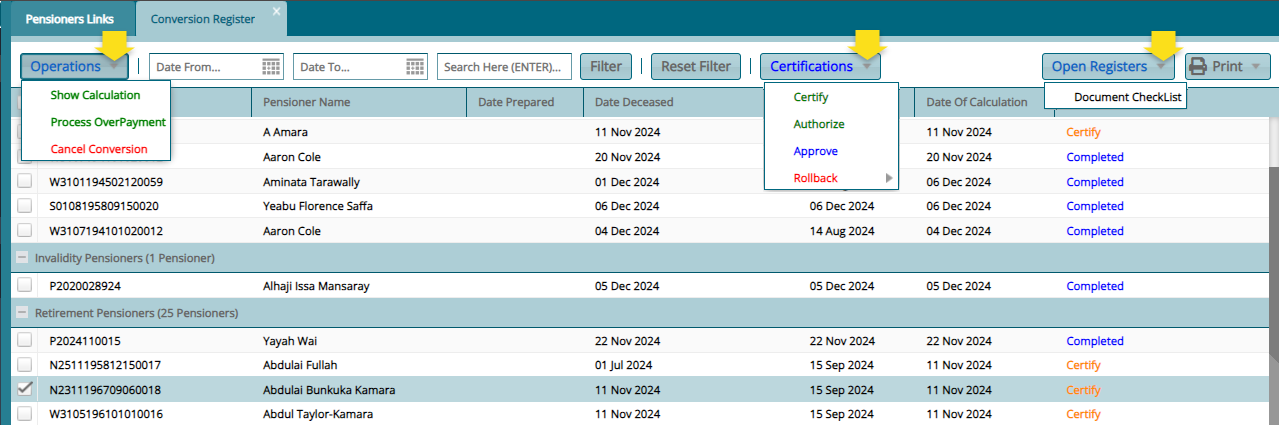 Pensioners Links
Conversion Register
Operations
Date From...
Date To...
Search Here (ENTER)...
Filter
Reset Filter
Certifications
Open Registers
Print
Show Calculation
Process OverPayment
Cancel Conversion
Certify
Authorize
Approve
Rollback
Document CheckList
Pensioner Name Date Prepared Date Deceased Date Of Calculation
A Amara 11 Nov 2024 11 Nov 2024 Certify
Aaron Cole 20 Nov 2024 20 Nov 2024 Completed
W3101194502120059 Aminata Tarawally 01 Dec 2024 06 Dec 2024 Completed
S0108195809150020 Yeabu Florence Saffa 06 Dec 2024 06 Dec 2024 06 Dec 2024 Completed
W3107194101020012 Aaron Cole 04 Dec 2024 14 Aug 2024 04 Dec 2024 Completed
Invalidity Pensioners (1 Pensioner)
P2020028924 Alhaji Issa Mansaray 05 Dec 2024 05 Dec 2024 05 Dec 2024 Completed
Retirement Pensioners (25 Pensioners)
P2024110015 Yayah Wai 22 Nov 2024 22 Nov 2024 22 Nov 2024 Completed
N2511195812150017 Abdulai Fullah 01 Jul 2024 15 Sep 2024 11 Nov 2024 Certify
N2311196709060018 Abdulai Bunkuka Kamara 11 Nov 2024 15 Sep 2024 11 Nov 2024 Certify
W3105196101010016 Abdul Taylor-Kamara 11 Nov 2024 15 Sep 2024 11 Nov 2024 Certify